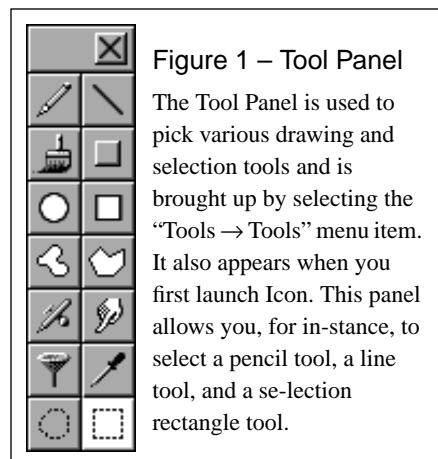 Figure 1 – Tool Panel
The Tool Panel is used to
pick various drawing and
selection tools and is
brought up by selecting the
“Tools → Tools” menu item.
It also appears when you
first launch Icon. This panel
allows you, for in-stance, to
select a pencil tool, a line
tool, and a se-lection
rectangle tool.